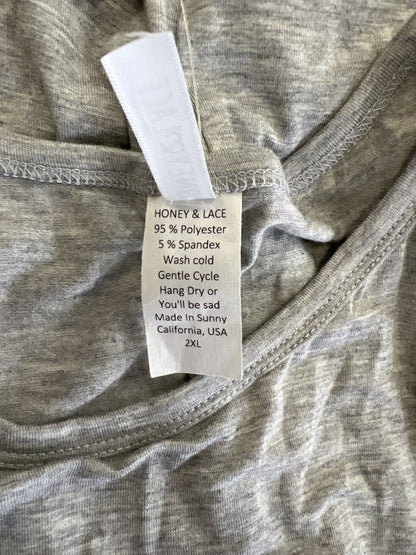 HONEY & LACE
95 % Polyester
5 % Spandex
Wash cold
Gentle Cycle
Hang Dry or
You'll be sad
Made In Sunny
California, USA
2XL